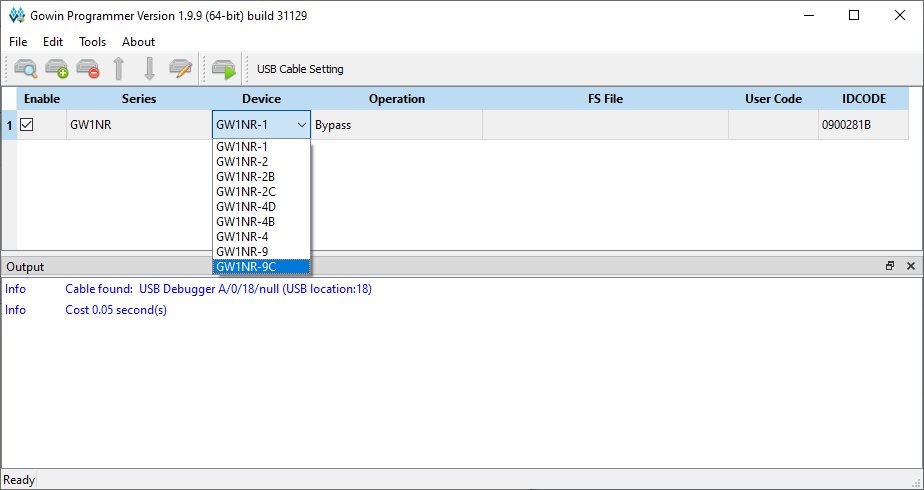 Gowin Programmer Version 1.9.9 (64-bit) build 31129
File Edit Tools About
USB Cable Setting
Enable Series Device Operation FS File User Code IDCODE
1 GW1NR GW1NR-1 Bypass 0900281B
GW1NR-1
GW1NR-2
GW1NR-2B
GW1NR-2C
GW1NR-4D
GW1NR-4B
GW1NR-4
GW1NR-9
GW1NR-9C
Output
Info Cable found: USB Debugger A/0/18/null (USB location:18)
Info Cost 0.05 second(s)
Ready